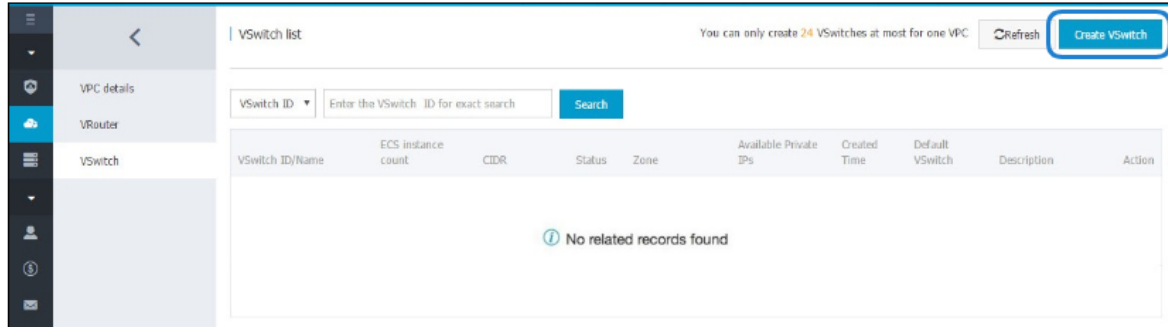 VSwitch list
You can only create 24 VSwitches at most for one VPC
Refresh
Create VSwitch
VPC details
VRouter
VSwitch
VSwitch ID
Enter the VSwitch ID for exact search
Search
VSwitch ID/Name
ECS instance
count
CIDR
Status
Zone
Available Private
IPs
Created
Time
Default
VSwitch
Description
Action
No related records found